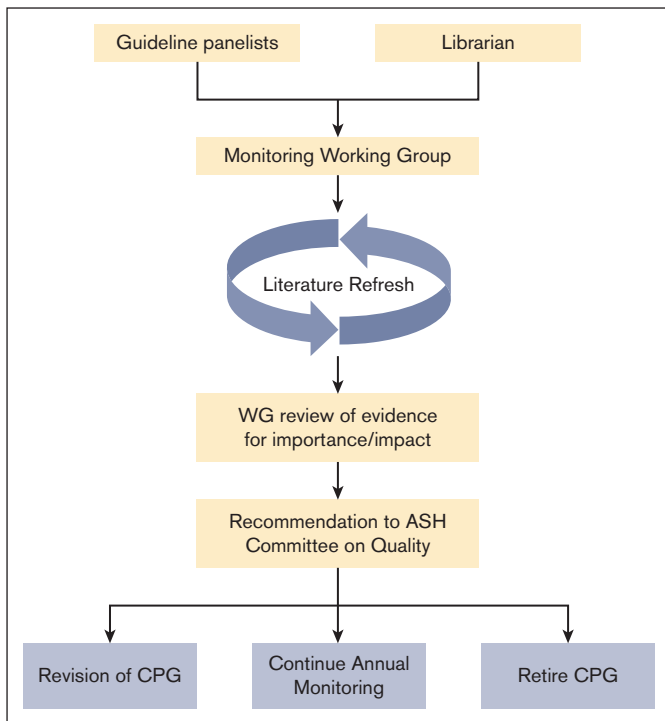 Guideline panelists
Librarian
Monitoring Working Group
Literature Refresh
WG review of evidence
for importance/impact
Recommendation to ASH
Committee on Quality
Revision of CPG
Continue Annual
Monitoring
Retire CPG